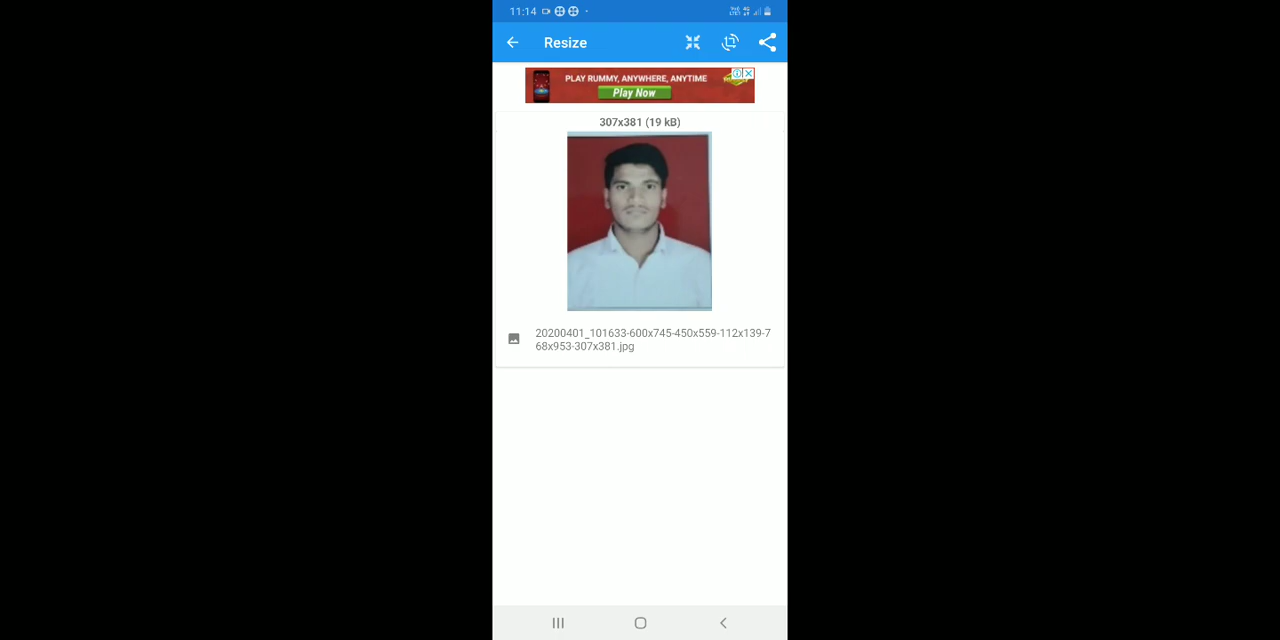 11:14
Resize
PLAY RUMMY, ANYWHERE, ANYTIME
Play Now
307x381 (19 kB)
20200401_101633-600x745-450x559-112x139-7
68x953-307x381.jpg